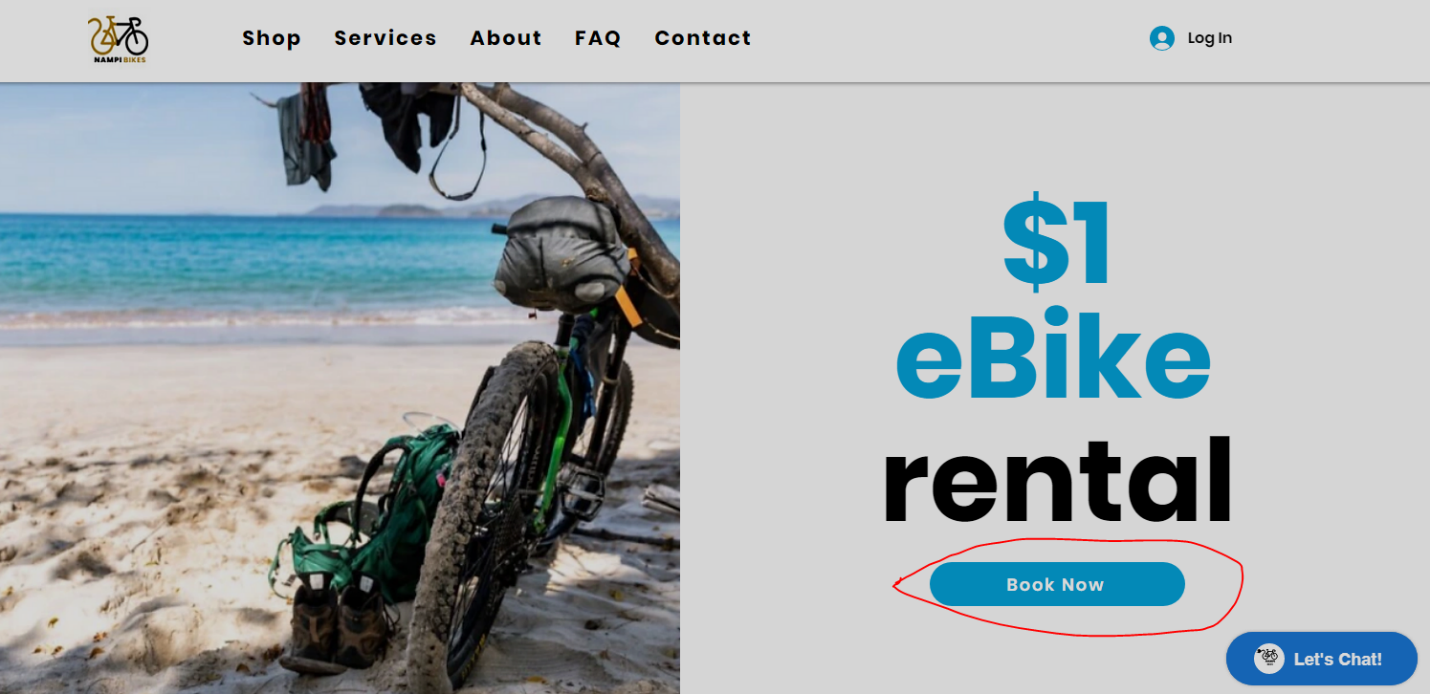 NAMPI BIKES
Shop Services About FAQ Contact
Log In
$1
eBike
rental
Book Now
Let's Chat!